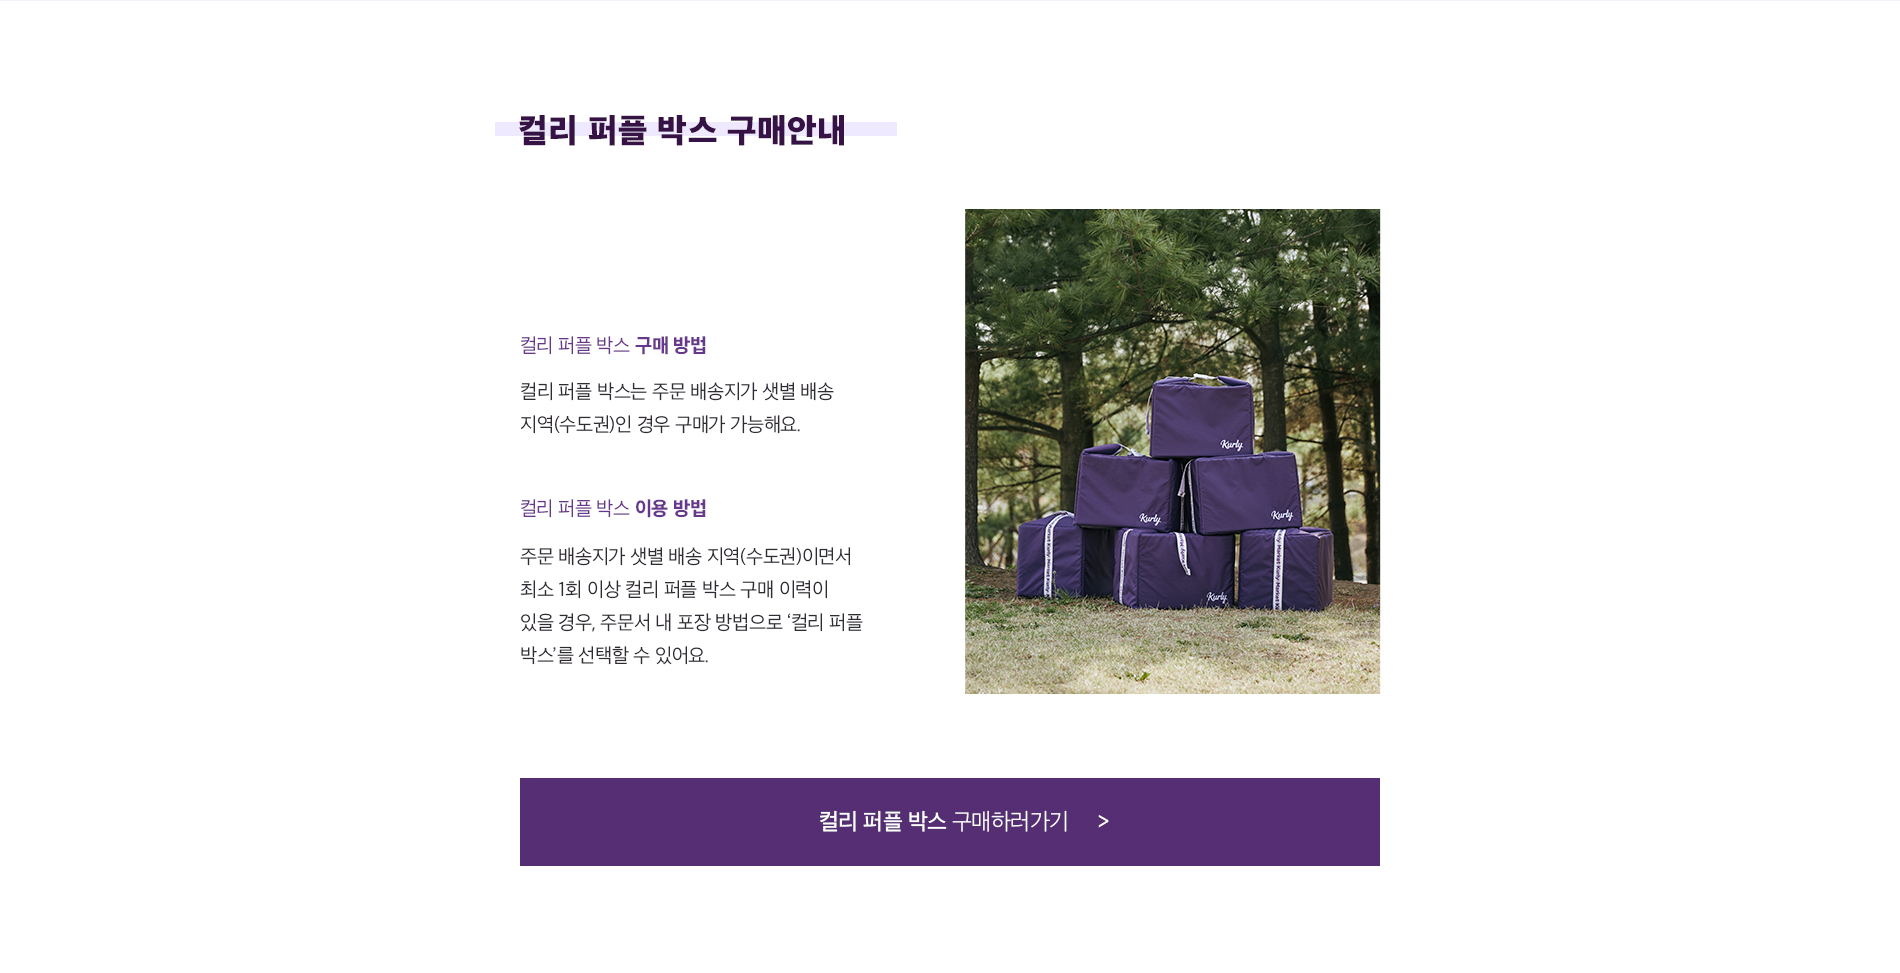 컬리 퍼플 박스 구매안내
컬리 퍼플 박스 구매 방법
컬리 퍼플 박스는 주문 배송지가 샛별 배송
지역(수도권)인 경우 구매가 가능해요.
컬리 퍼플 박스 이용 방법
주문 배송지가 샛별 배송 지역(수도권)이면서
최소 1회 이상 컬리 퍼플 박스 구매 이력이
있을 경우, 주문서 내 포장 방법으로 ‘컬리 퍼플
박스’를 선택할 수 있어요.
Kurly
Kurly
Kurly
Kurly
컬리 퍼플 박스 구매하러가기 >